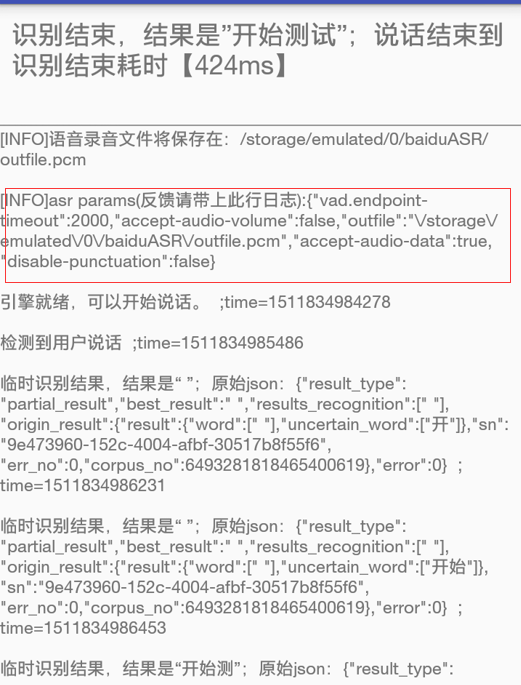 识别结束，结果是”开始测试”；说话结束到
识别结束耗时【424ms】
[INFO]语音录音文件将保存在：/storage/emulated/0/baiduASR/
outfile.pcm
[INFO]asr params(反馈请带上此行日志):{"vad.endpoint-
timeout":2000,"accept-audio-volume":false,"outfile":"\/storage\/
emulated\/0\/baiduASR\/outfile.pcm","accept-audio-data":true,
"disable-punctuation":false}
引擎就绪，可以开始说话。 ;time=1511834984278
检测到用户说话 ;time=1511834985486
临时识别结果，结果是“ ”；原始json：{"result_type":
"partial_result","best_result":" ","results_recognition":[" "],
"origin_result":{"result":{"word":[" "],"uncertain_word":["开"]},"sn":
"9e473960-152c-4004-afbf-30517b8f55f6",
"err_no":0,"corpus_no":6493281818465400619},"error":0} ;
time=1511834986231
临时识别结果，结果是“ ”；原始json：{"result_type":
"partial_result","best_result":" ","results_recognition":[" "],
"origin_result":{"result":{"word":[" "],"uncertain_word":["开始"]},
"sn":"9e473960-152c-4004-afbf-30517b8f55f6",
"err_no":0,"corpus_no":6493281818465400619},"error":0} ;
time=1511834986453
临时识别结果，结果是“开始测”；原始json：{"result_type":